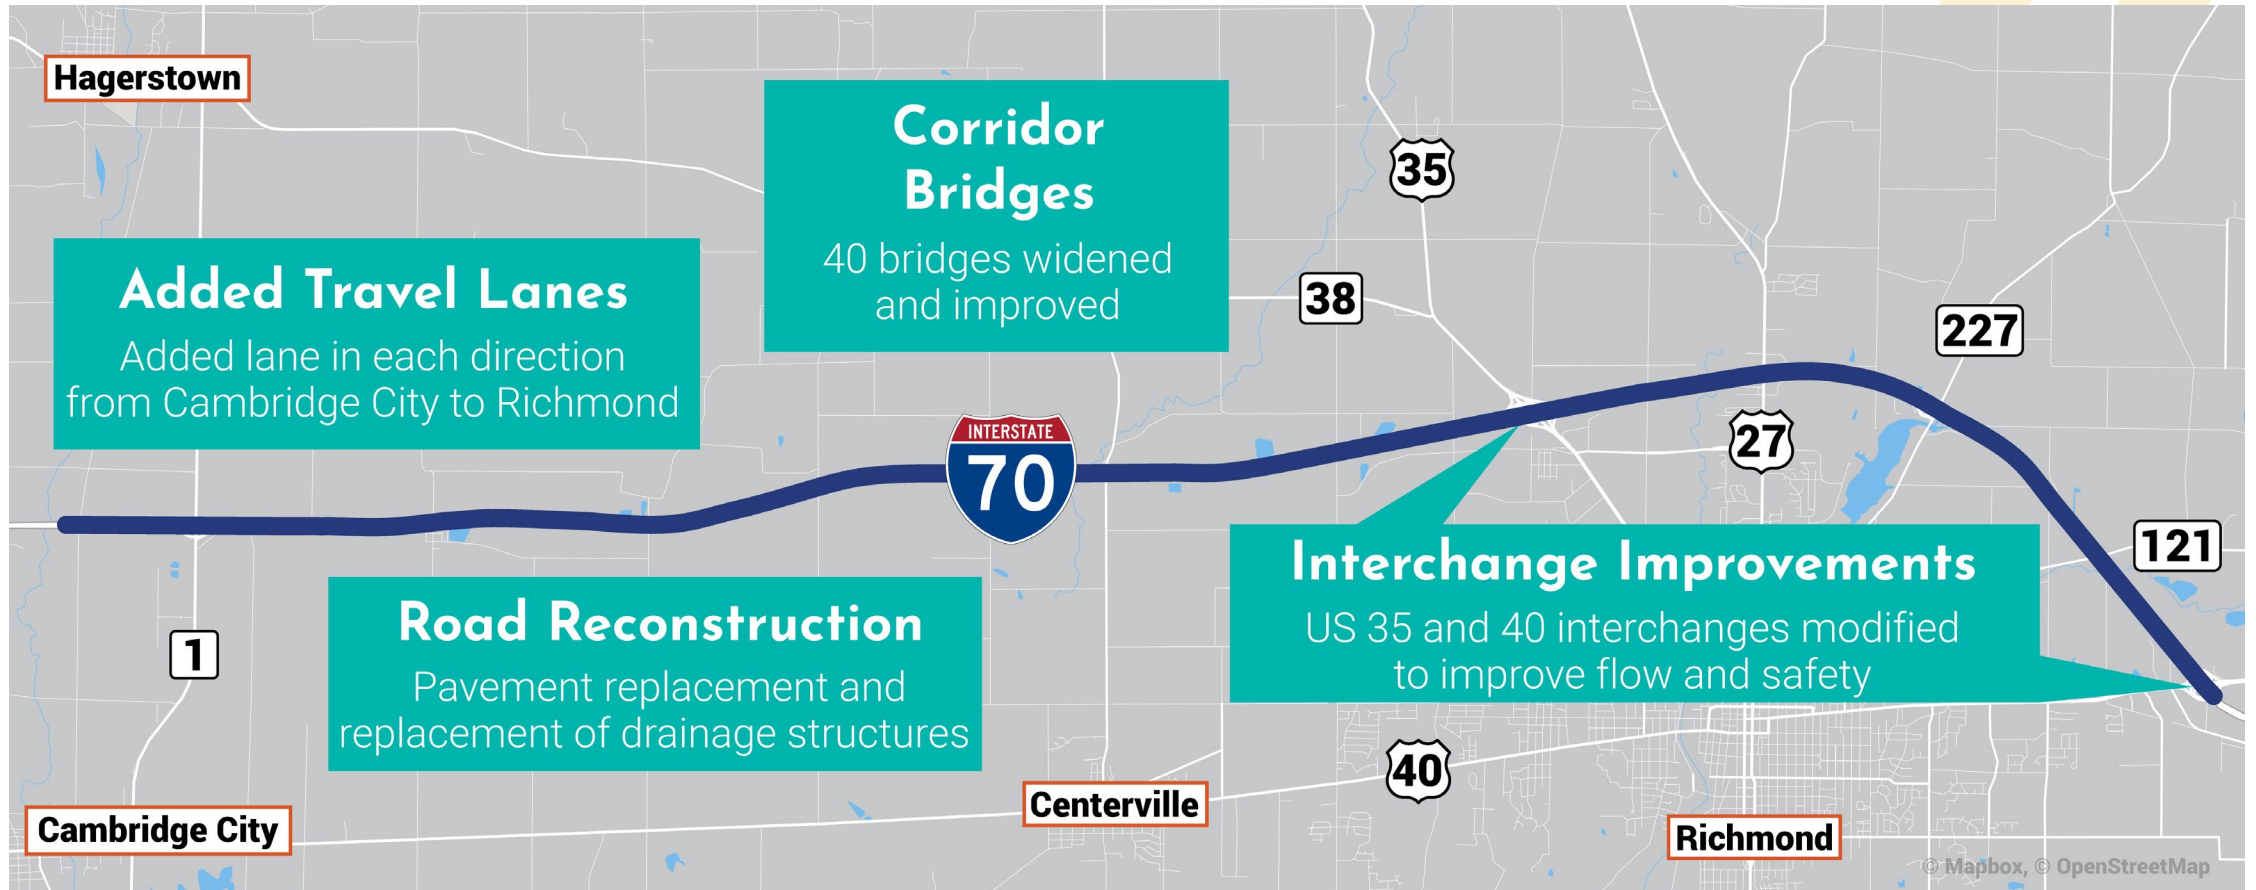 Hagerstown
Corridor
Bridges
40 bridges widened
and improved
35
Added Travel Lanes
Added lane in each direction
from Cambridge City to Richmond
38
227
INTERSTATE
70
27
Interchange Improvements
US 35 and 40 interchanges modified
to improve flow and safety
121
Road Reconstruction
Pavement replacement and
replacement of drainage structures
1
40
Centerville
Cambridge City
Richmond
© Mapbox, © OpenStreetMap